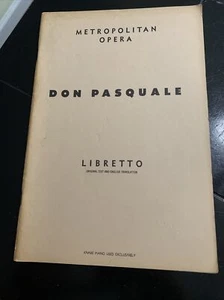 METROPOLITAN
OPERA
DON PASQUALE
LIBRETTO
ORIGINAL TEXT AND ENGLISH TRANSLATION